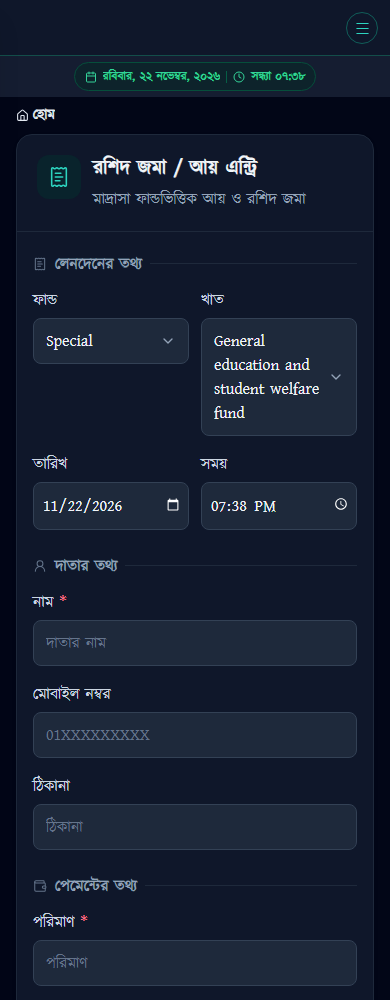 রবিবার, ২২ নভেম্বর, ২০২৬ | সন্ধ্যা ০৭:৩৮
হোম
রশিদ জমা / আয় এন্ট্রি
মাদ্রাসা ফান্ডভিত্তিক আয় ও রশিদ জমা
লেনদেনের তথ্য
ফান্ড
খাত
Special
General
education and
student welfare
fund
তারিখ
সময়
11/22/2026
07:38 PM
দাতার তথ্য
নাম *
দাতার নাম
মোবাইল নম্বর
01XXXXXXXXX
ঠিকানা
ঠিকানা
পেমেন্টের তথ্য
পরিমাণ *
পরিমাণ